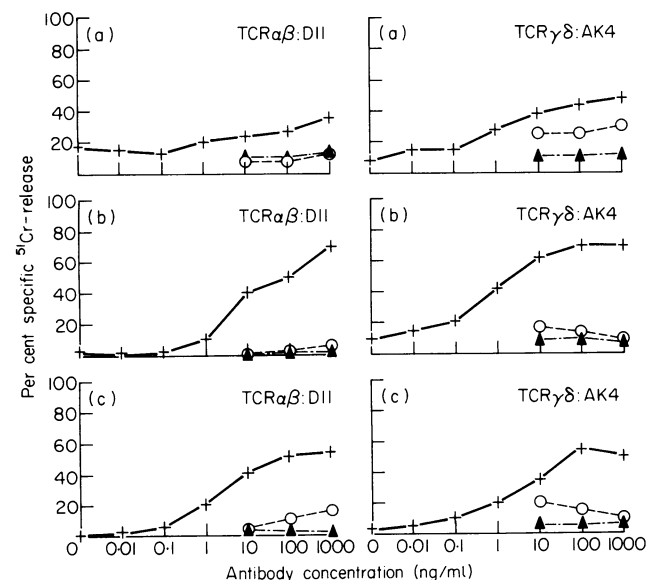 Per cent specific ⁵¹Cr-release
100
80
60
40
20
(a)
TCRαβ:D11
(a)
TCRγδ:AK4
100
80
60
40
20
(b)
TCRαβ:D11
(b)
TCRγδ:AK4
100
80
60
40
20
(c)
TCRαβ:D11
(c)
TCRγδ:AK4
0 0·01 0·1 1 10 100 1000
0 0·01 0·1 1 10 100 1000
Antibody concentration (ng/ml)